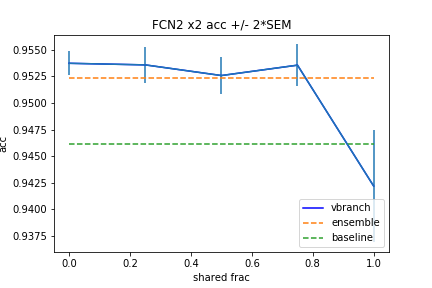 FCN2 x2 acc +/- 2*SEM
acc
0.9550
0.9525
0.9500
0.9475
0.9450
0.9425
0.9400
0.9375
vbranch
ensemble
baseline
0.0 0.2 0.4 0.6 0.8 1.0
shared frac